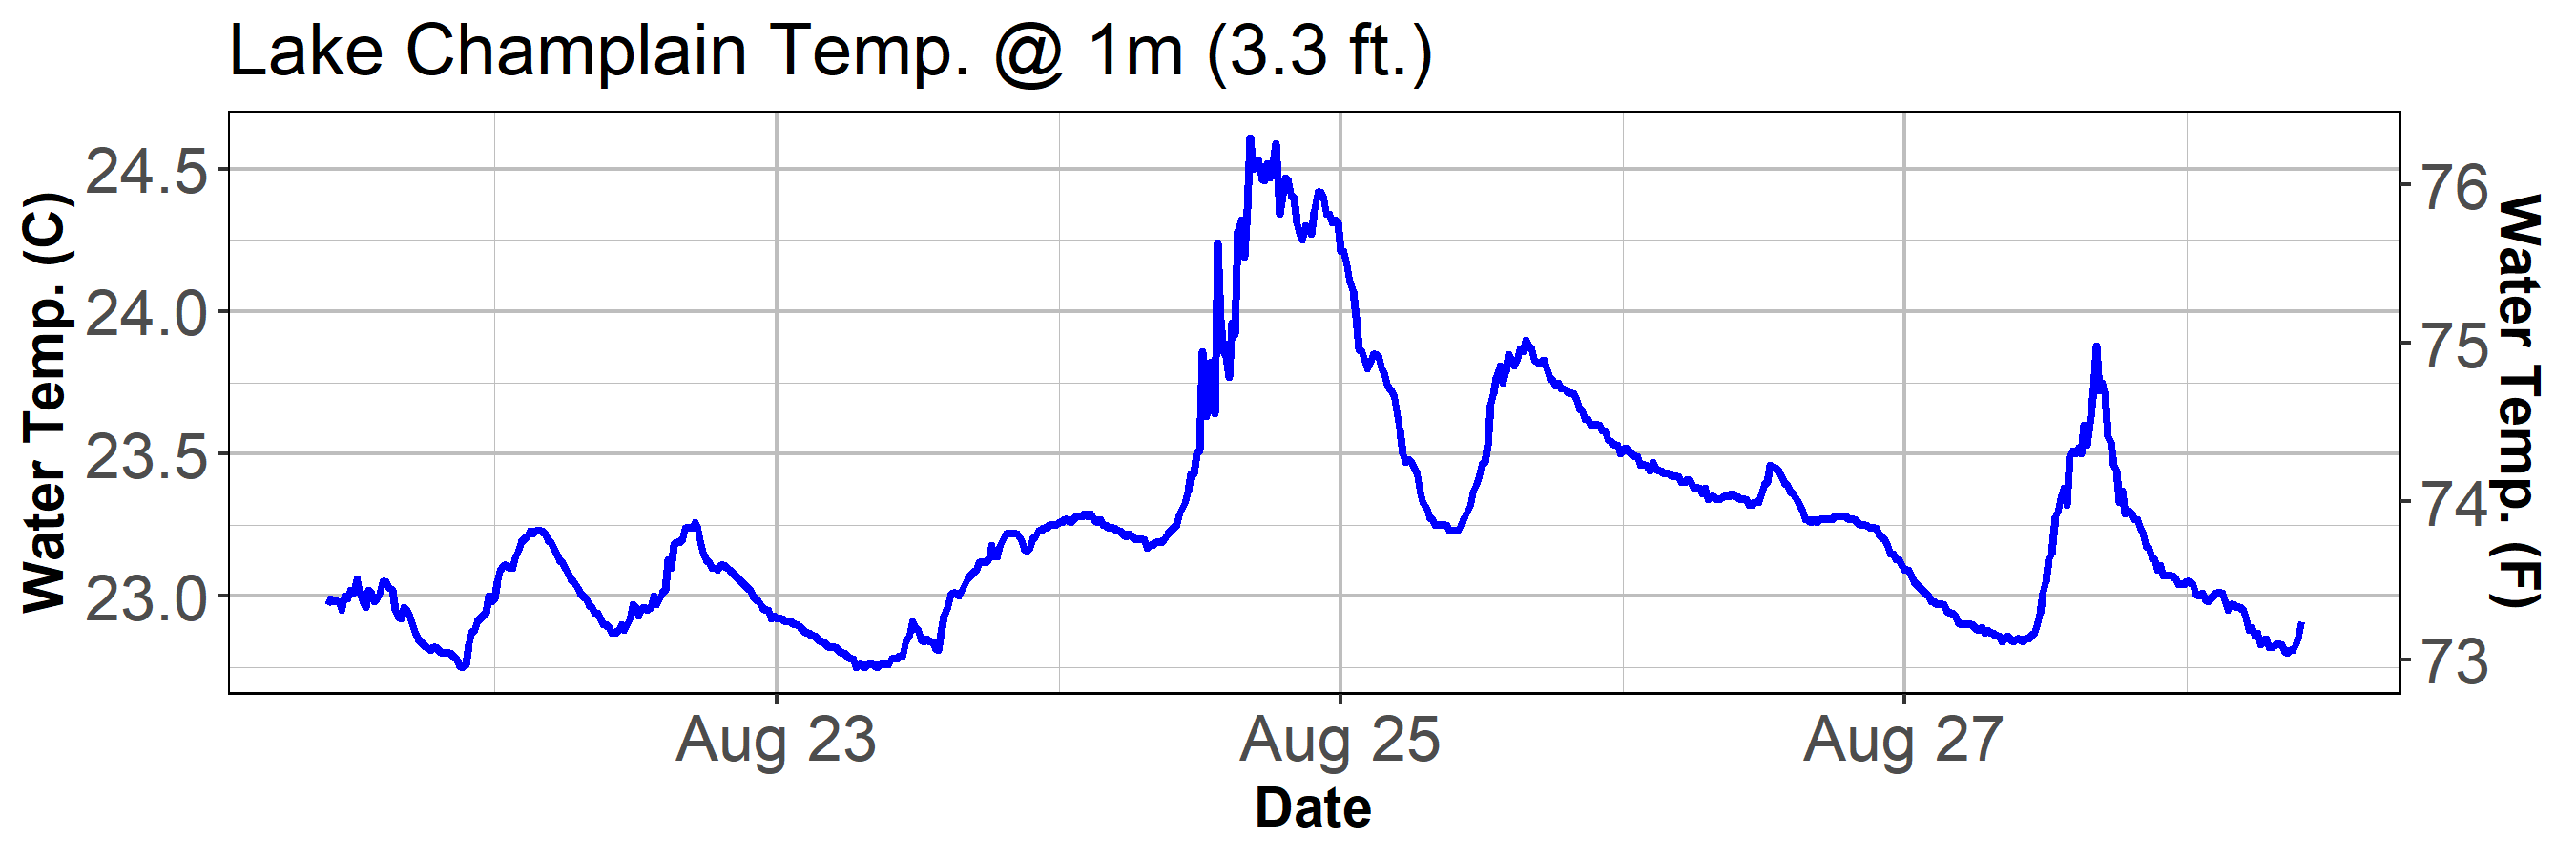 Lake Champlain Temp. @ 1m (3.3 ft.)
Water Temp. (C)
24.5
24.0
23.5
23.0
76
75
74
73
Water Temp. (F)
Aug 23
Aug 25
Aug 27
Date